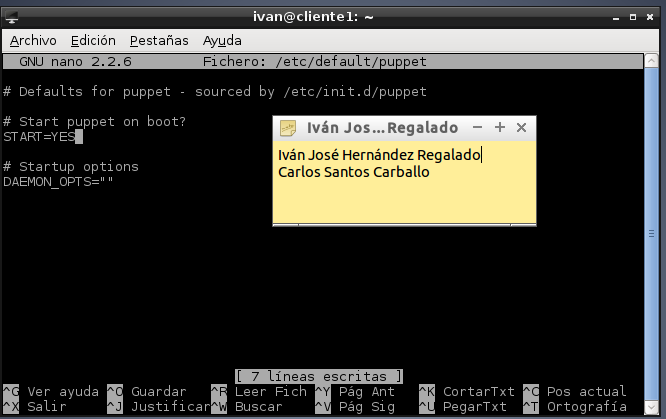 ivan@cliente1: ~
Archivo Edición Pestañas Ayuda
GNU nano 2.2.6 Fichero: /etc/default/puppet
# Defaults for puppet - sourced by /etc/init.d/puppet
# Start puppet on boot?
START=YES
# Startup options
DAEMON_OPTS=""
Iván Jos...Regalado
Iván José Hernández Regalado
Carlos Santos Carballo
[ 7 líneas escritas ]
^G Ver ayuda ^O Guardar ^R Leer Fich ^Y Pág Ant ^K CortarTxt ^C Pos actual
^X Salir ^J Justificar ^W Buscar ^V Pág Sig ^U PegarTxt ^T Ortografía